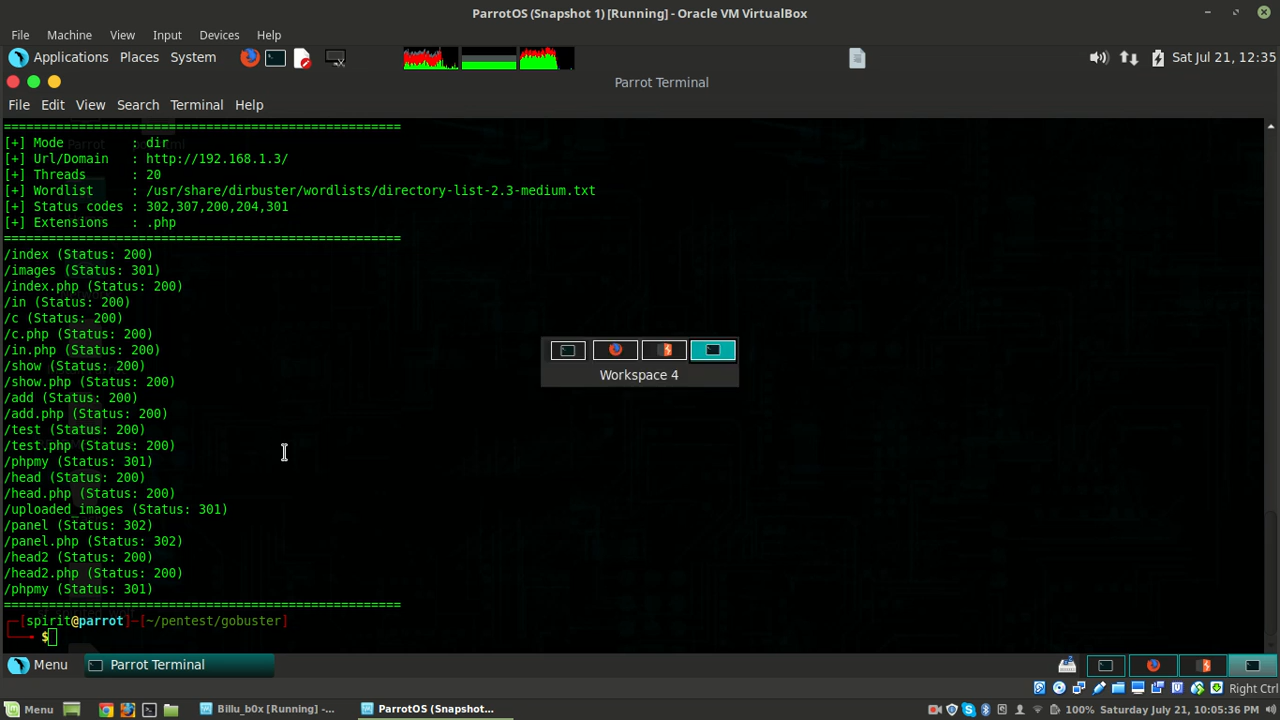 ParrotOS (Snapshot 1) [Running] - Oracle VM VirtualBox
File Machine View Input Devices Help
Applications Places System Sat Jul 21, 12:35
Parrot Terminal
File Edit View Search Terminal Help
===================================================== 
[+] Mode : dir
[+] Url/Domain : http://192.168.1.3/
[+] Threads : 20
[+] Wordlist : /usr/share/dirbuster/wordlists/directory-list-2.3-medium.txt
[+] Status codes : 302,307,200,204,301
[+] Extensions : .php
=====================================================
/index (Status: 200)
/images (Status: 301)
/index.php (Status: 200)
/in (Status: 200)
/c (Status: 200)
/c.php (Status: 200)
/in.php (Status: 200)
/show (Status: 200)
/show.php (Status: 200)
/add (Status: 200)
/add.php (Status: 200)
/test (Status: 200)
/test.php (Status: 200)
/phpmy (Status: 301)
/head (Status: 200)
/head.php (Status: 200)
/uploaded_images (Status: 301)
/panel (Status: 302)
/panel.php (Status: 302)
/head2 (Status: 200)
/head2.php (Status: 200)
/phpmy (Status: 301)
=====================================================
┌─[spirit@parrot]─[~/pentest/gobuster]
└──╼ $
Workspace 4
Menu Parrot Terminal
Right Ctrl
Menu Billu_b0x [Running] -... ParrotOS (Snapshot... 100% Saturday July 21, 10:05:36 PM